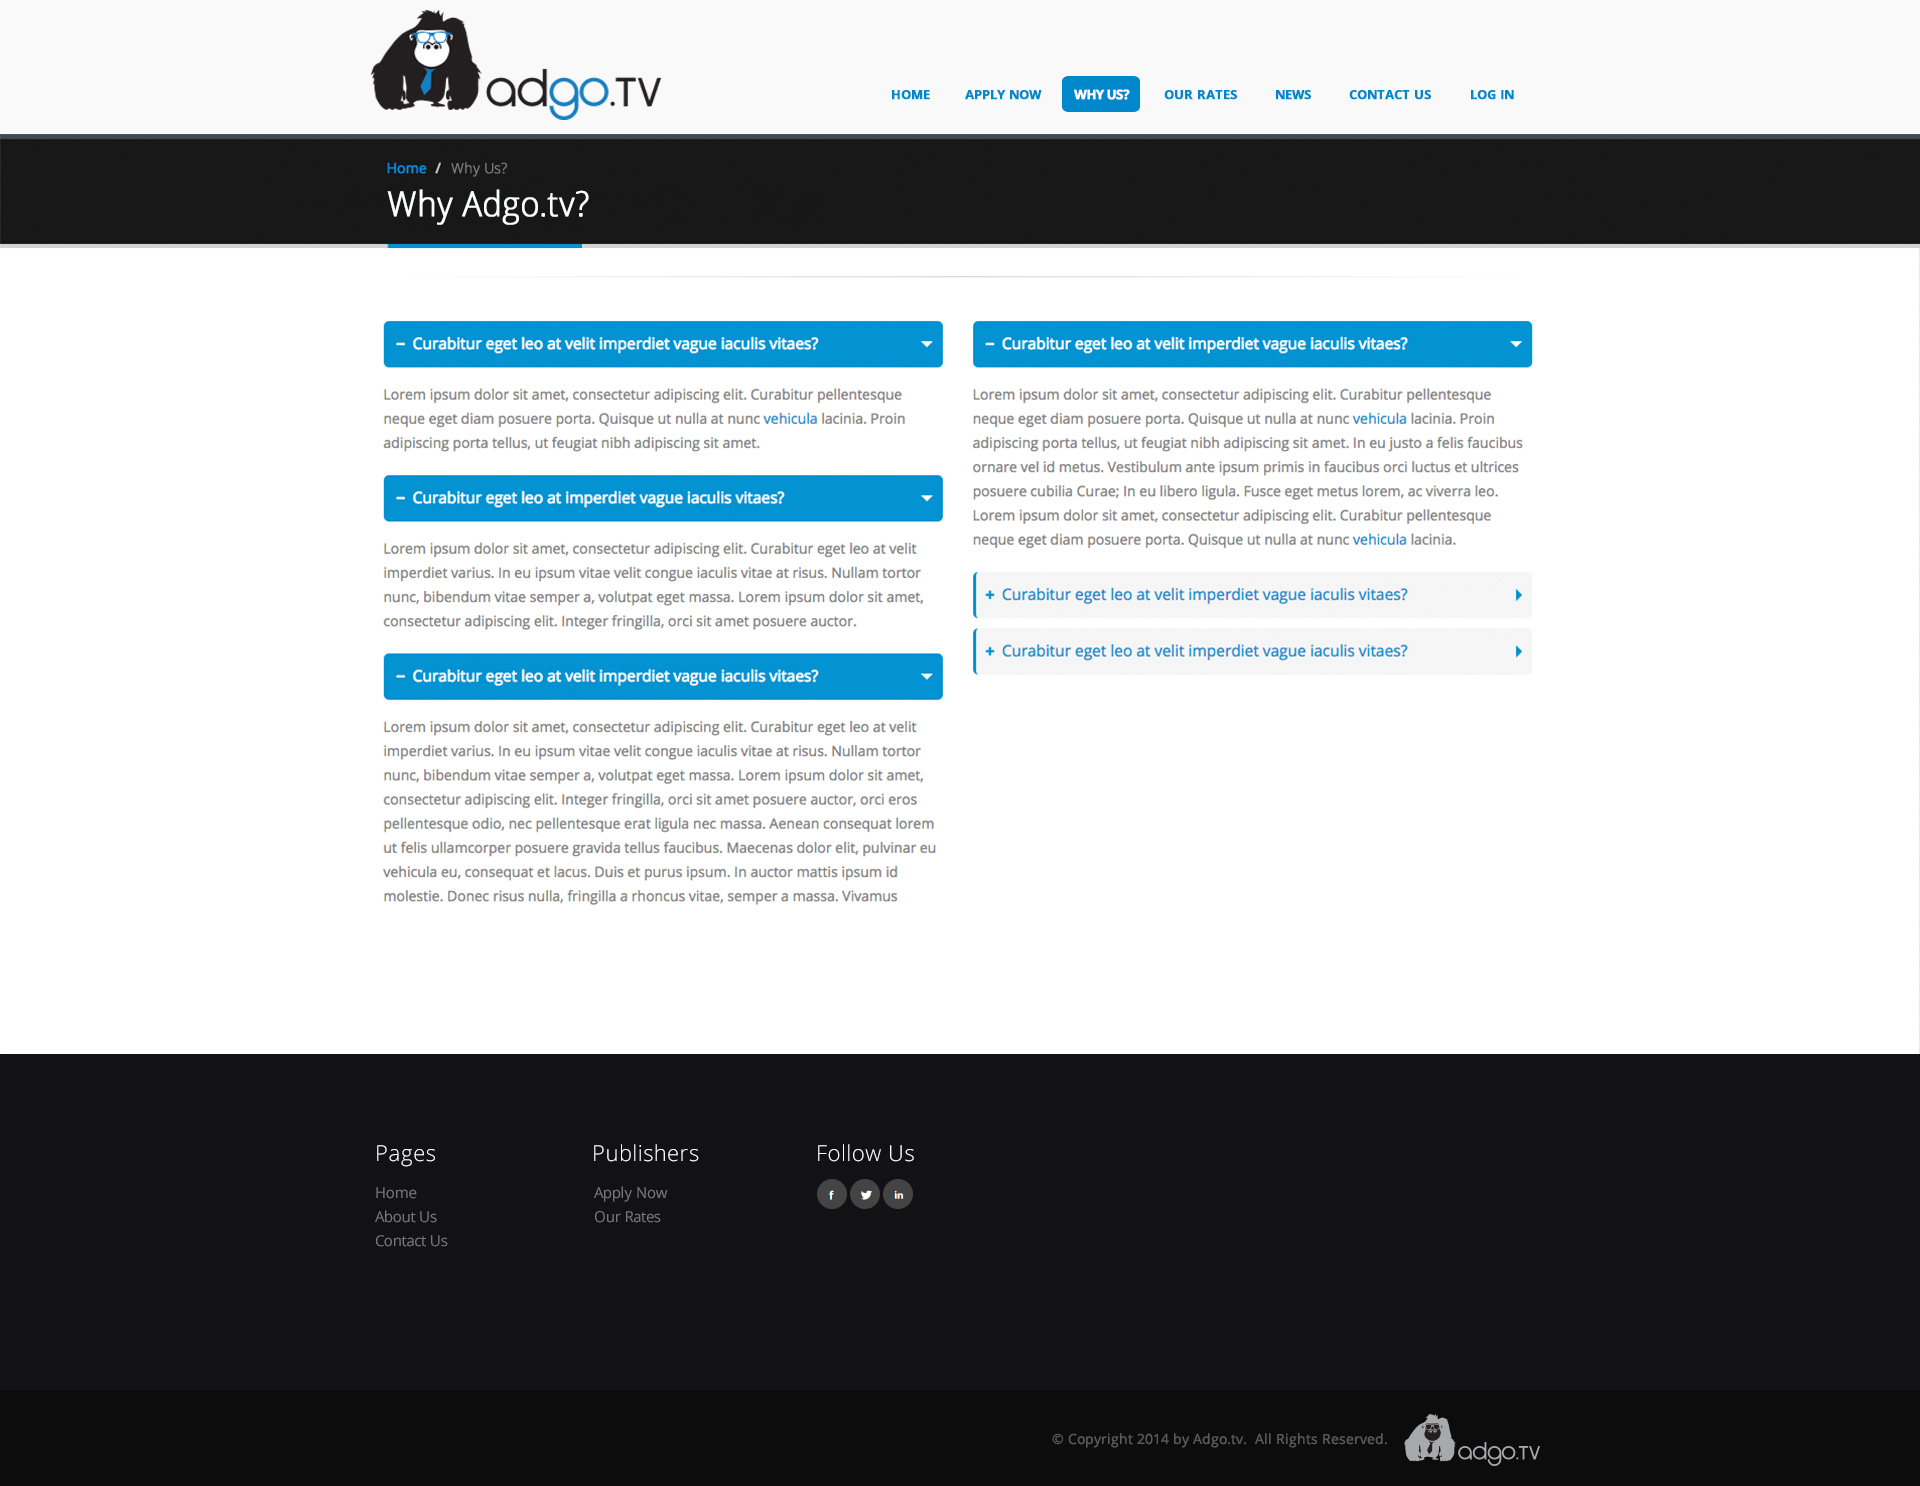 adgo.TV
HOME APPLY NOW WHY US? OUR RATES NEWS CONTACT US LOG IN
Home / Why Us?
Why Adgo.tv?
Curabitur eget leo at velit imperdiet vague iaculis vitaes?
Lorem ipsum dolor sit amet, consectetur adipiscing elit. Curabitur pellentesque
neque eget diam posuere porta. Quisque ut nulla at nunc vehicula lacinia. Proin
adipiscing porta tellus, ut feugiat nibh adipiscing sit amet.
Curabitur eget leo at imperdiet vague iaculis vitaes?
Lorem ipsum dolor sit amet, consectetur adipiscing elit. Curabitur eget leo at velit
imperdiet varius. In eu ipsum vitae velit congue iaculis vitae at risus. Nullam tortor
nunc, bibendum vitae semper a, volutpat eget massa. Lorem ipsum dolor sit amet,
consectetur adipiscing elit. Integer fringilla, orci sit amet posuere auctor.
Curabitur eget leo at velit imperdiet vague iaculis vitaes?
Lorem ipsum dolor sit amet, consectetur adipiscing elit. Curabitur eget leo at velit
imperdiet varius. In eu ipsum vitae velit congue iaculis vitae at risus. Nullam tortor
nunc, bibendum vitae semper a, volutpat eget massa. Lorem ipsum dolor sit amet,
consectetur adipiscing elit. Integer fringilla, orci sit amet posuere auctor, orci eros
pellentesque odio, nec pellentesque erat ligula nec massa. Aenean consequat lorem
ut felis ullamcorper posuere gravida tellus faucibus. Maecenas dolor elit, pulvinar eu
vehicula eu, consequat et lacus. Duis et purus ipsum. In auctor mattis ipsum id
molestie. Donec risus nulla, fringilla a rhoncus vitae, semper a massa. Vivamus
Curabitur eget leo at velit imperdiet vague iaculis vitaes?
Lorem ipsum dolor sit amet, consectetur adipiscing elit. Curabitur pellentesque
neque eget diam posuere porta. Quisque ut nulla at nunc vehicula lacinia. Proin
adipiscing porta tellus, ut feugiat nibh adipiscing sit amet. In eu justo a felis faucibus
ornare vel id metus. Vestibulum ante ipsum primis in faucibus orci luctus et ultrices
posuere cubilia Curae; In eu libero ligula. Fusce eget metus lorem, ac viverra leo.
Lorem ipsum dolor sit amet, consectetur adipiscing elit. Curabitur pellentesque
neque eget diam posuere porta. Quisque ut nulla at nunc vehicula lacinia.
Curabitur eget leo at velit imperdiet vague iaculis vitaes?
Curabitur eget leo at velit imperdiet vague iaculis vitaes?
Pages
Home
About Us
Contact Us
Publishers
Apply Now
Our Rates
Follow Us
f in
© Copyright 2014 by Adgo.tv. All Rights Reserved.
adgo.TV